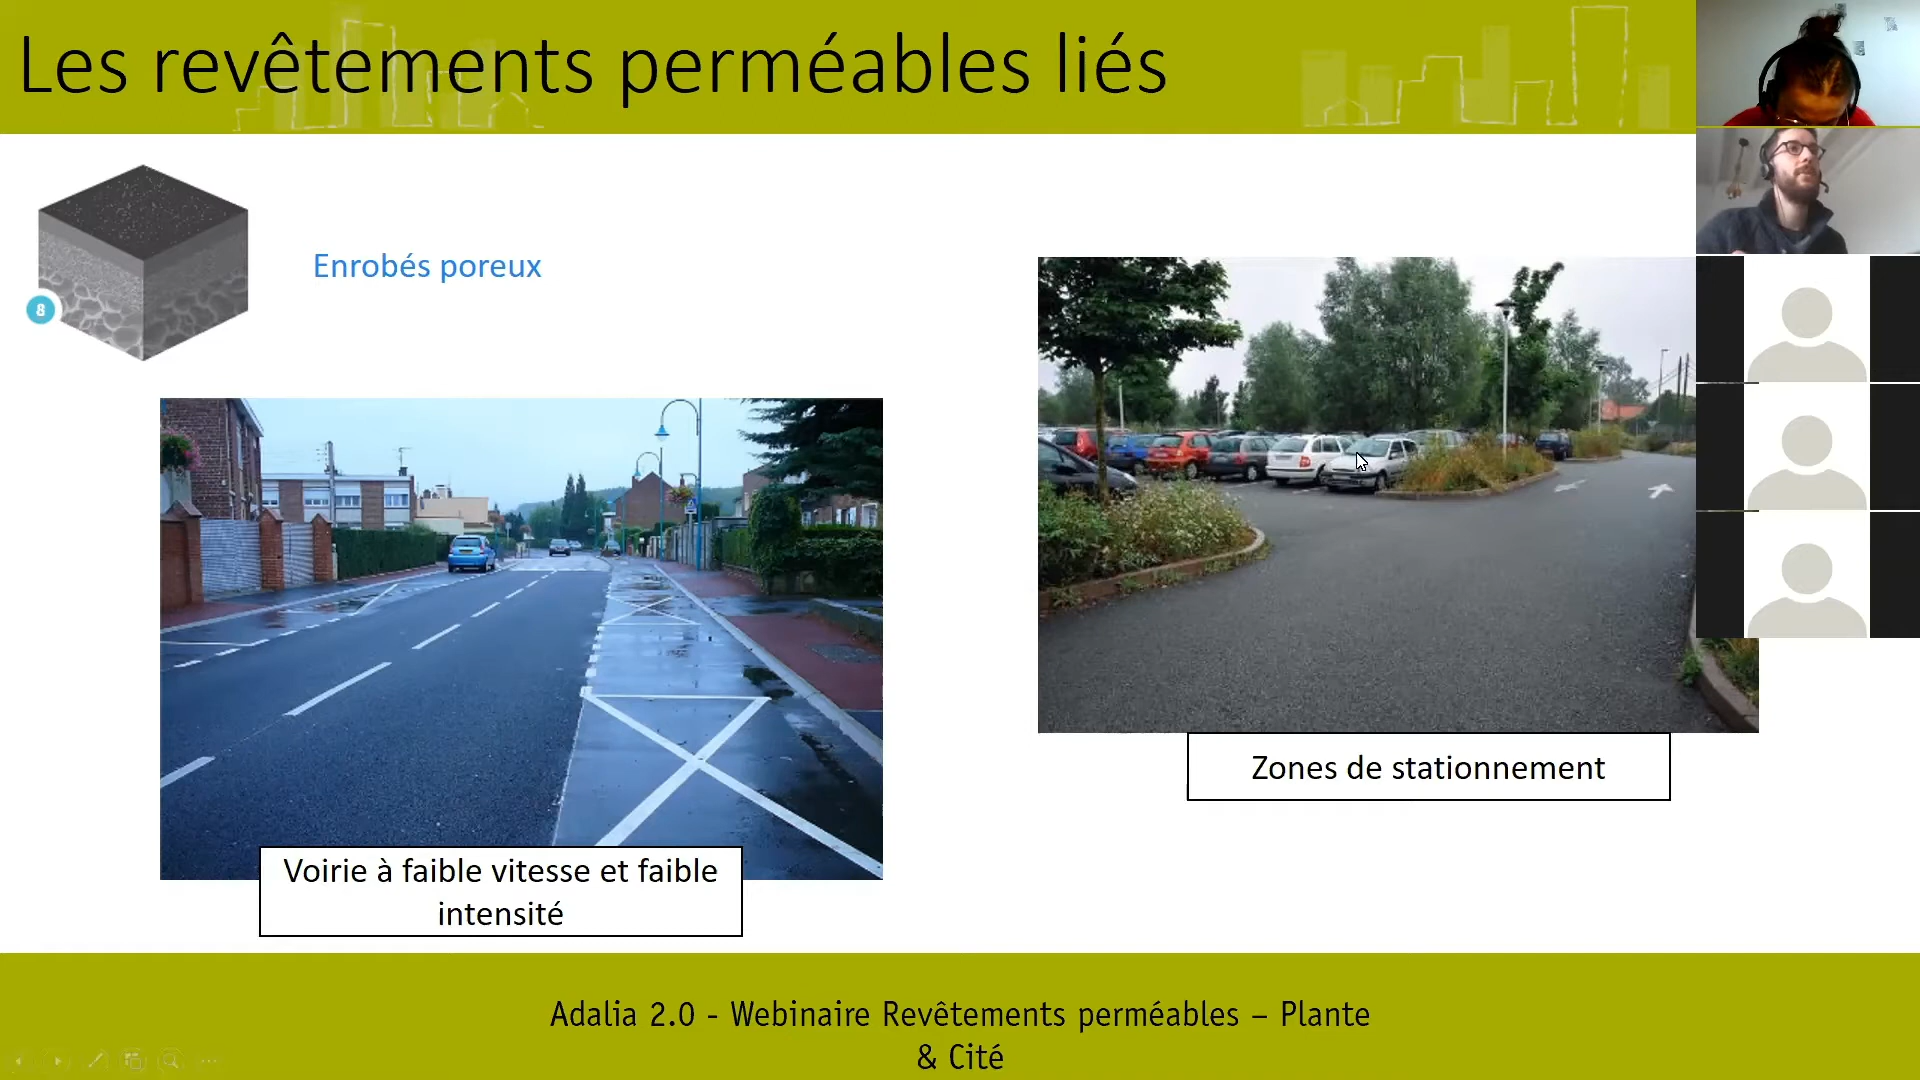 Les revêtements perméables liés
8
Enrobés poreux
Zones de stationnement
Voirie à faible vitesse et faible
intensité
Adalia 2.0 - Webinaire Revêtements perméables – Plante
& Cité